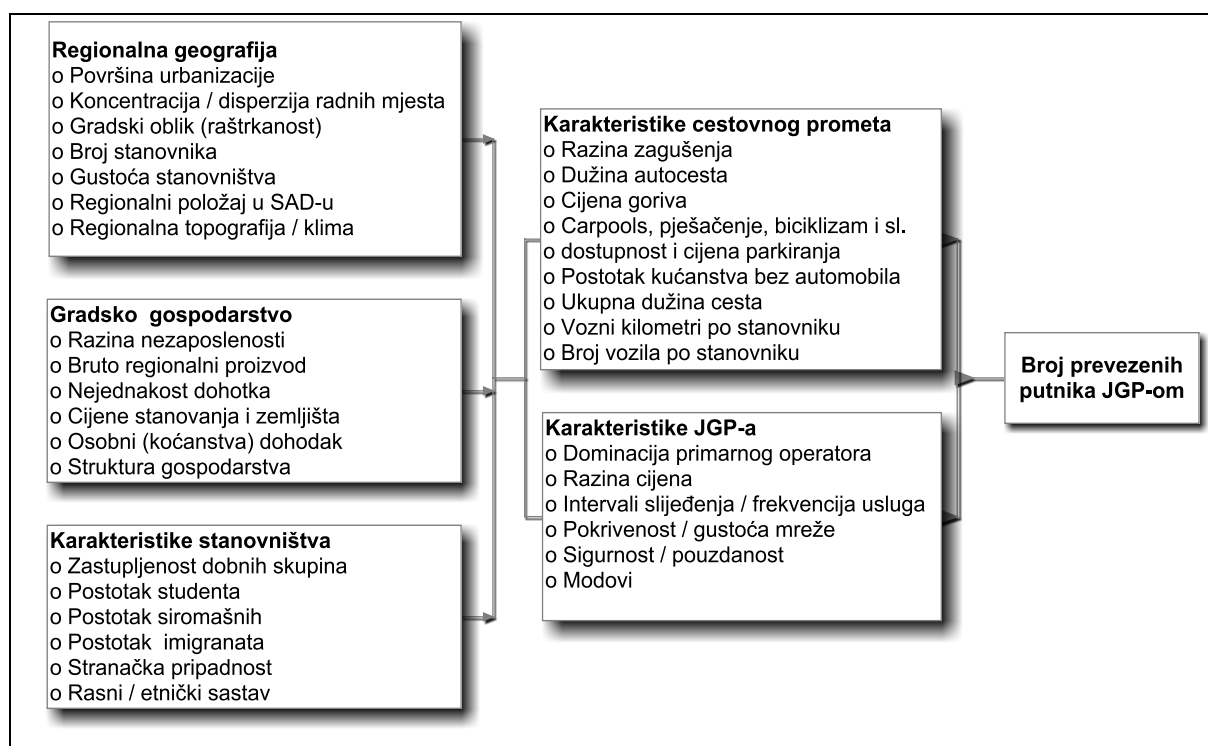 Regionalna geografija
o Površina urbanizacije
o Koncentracija / disperzija radnih mjesta
o Gradski oblik (raštrkanost)
o Broj stanovnika
o Gustoća stanovništva
o Regionalni položaj u SAD-u
o Regionalna topografija / klima
Gradsko gospodarstvo
o Razina nezaposlenosti
o Bruto regionalni proizvod
o Nejednakost dohotka
o Cijene stanovanja i zemljišta
o Osobni (koćanstva) dohodak
o Struktura gospodarstva
Karakteristike stanovništva
o Zastupljenost dobnih skupina
o Postotak studenta
o Postotak siromašnih
o Postotak imigranata
o Stranačka pripadnost
o Rasni / etnički sastav
Karakteristike cestovnog prometa
o Razina zagušenja
o Dužina autocesta
o Cijena goriva
o Carpools, pješačenje, biciklizam i sl.
o dostupnost i cijena parkiranja
o Postotak kućanstva bez automobila
o Ukupna dužina cesta
o Vozni kilometri po stanovniku
o Broj vozila po stanovniku
Karakteristike JGP-a
o Dominacija primarnog operatora
o Razina cijena
o Intervali slijeđenja / frekvencija usluga
o Pokrivenost / gustoća mreže
o Sigurnost / pouzdanost
o Modovi
Broj prevezenih
putnika JGP-om